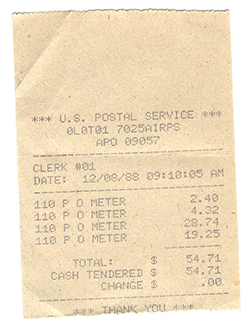 *** U.S. POSTAL SERVICE ***
0L0T01 7025AIRPS
APO 09057
CLERK #01
DATE: 12/08/88 09:10:05 AM
110 P O METER 2.40
110 P O METER 4.32
110 P O METER 28.74
110 P O METER 19.25
TOTAL: $ 54.71
CASH TENDERED $ 54.71
CHANGE $ .00
*** THANK YOU ***